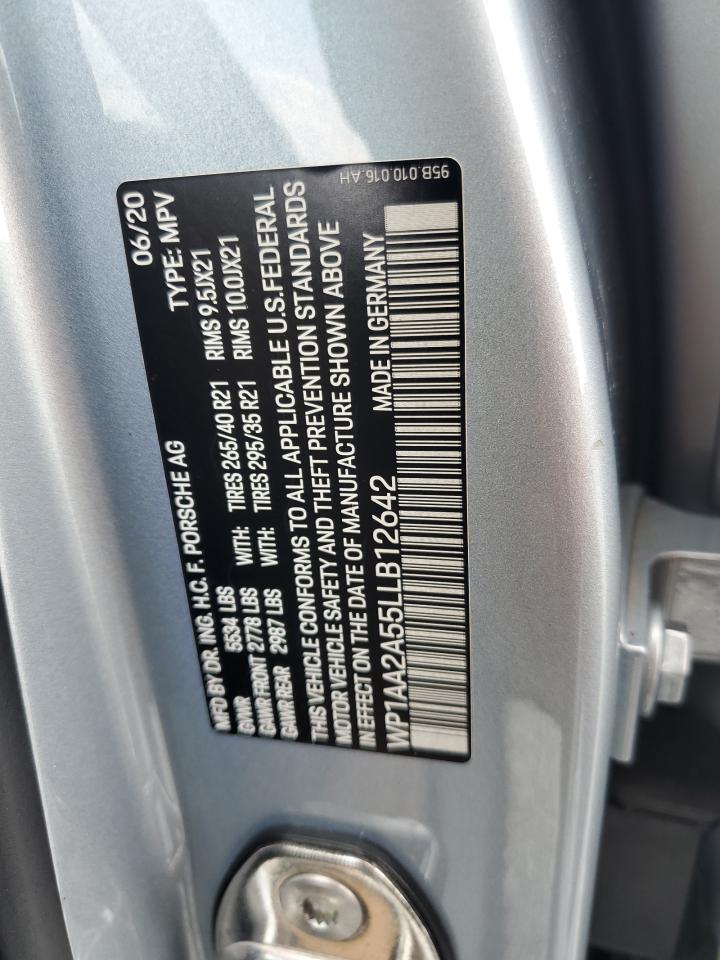 MFD BY DR. ING. H.C. F. PORSCHE AG 06/20
GVWR 5534 LBS TYPE: MPV
GAWR FRONT 2778 LBS WITH: TIRES 265/40 R21 RIMS 9.5JX21
GAWR REAR 2987 LBS WITH: TIRES 295/35 R21 RIMS 10.0JX21
THIS VEHICLE CONFORMS TO ALL APPLICABLE U.S.FEDERAL
MOTOR VEHICLE SAFETY AND THEFT PREVENTION STANDARDS
IN EFFECT ON THE DATE OF MANUFACTURE SHOWN ABOVE
WP1AA2A55LLB12642 MADE IN GERMANY
95B.010.016.AH